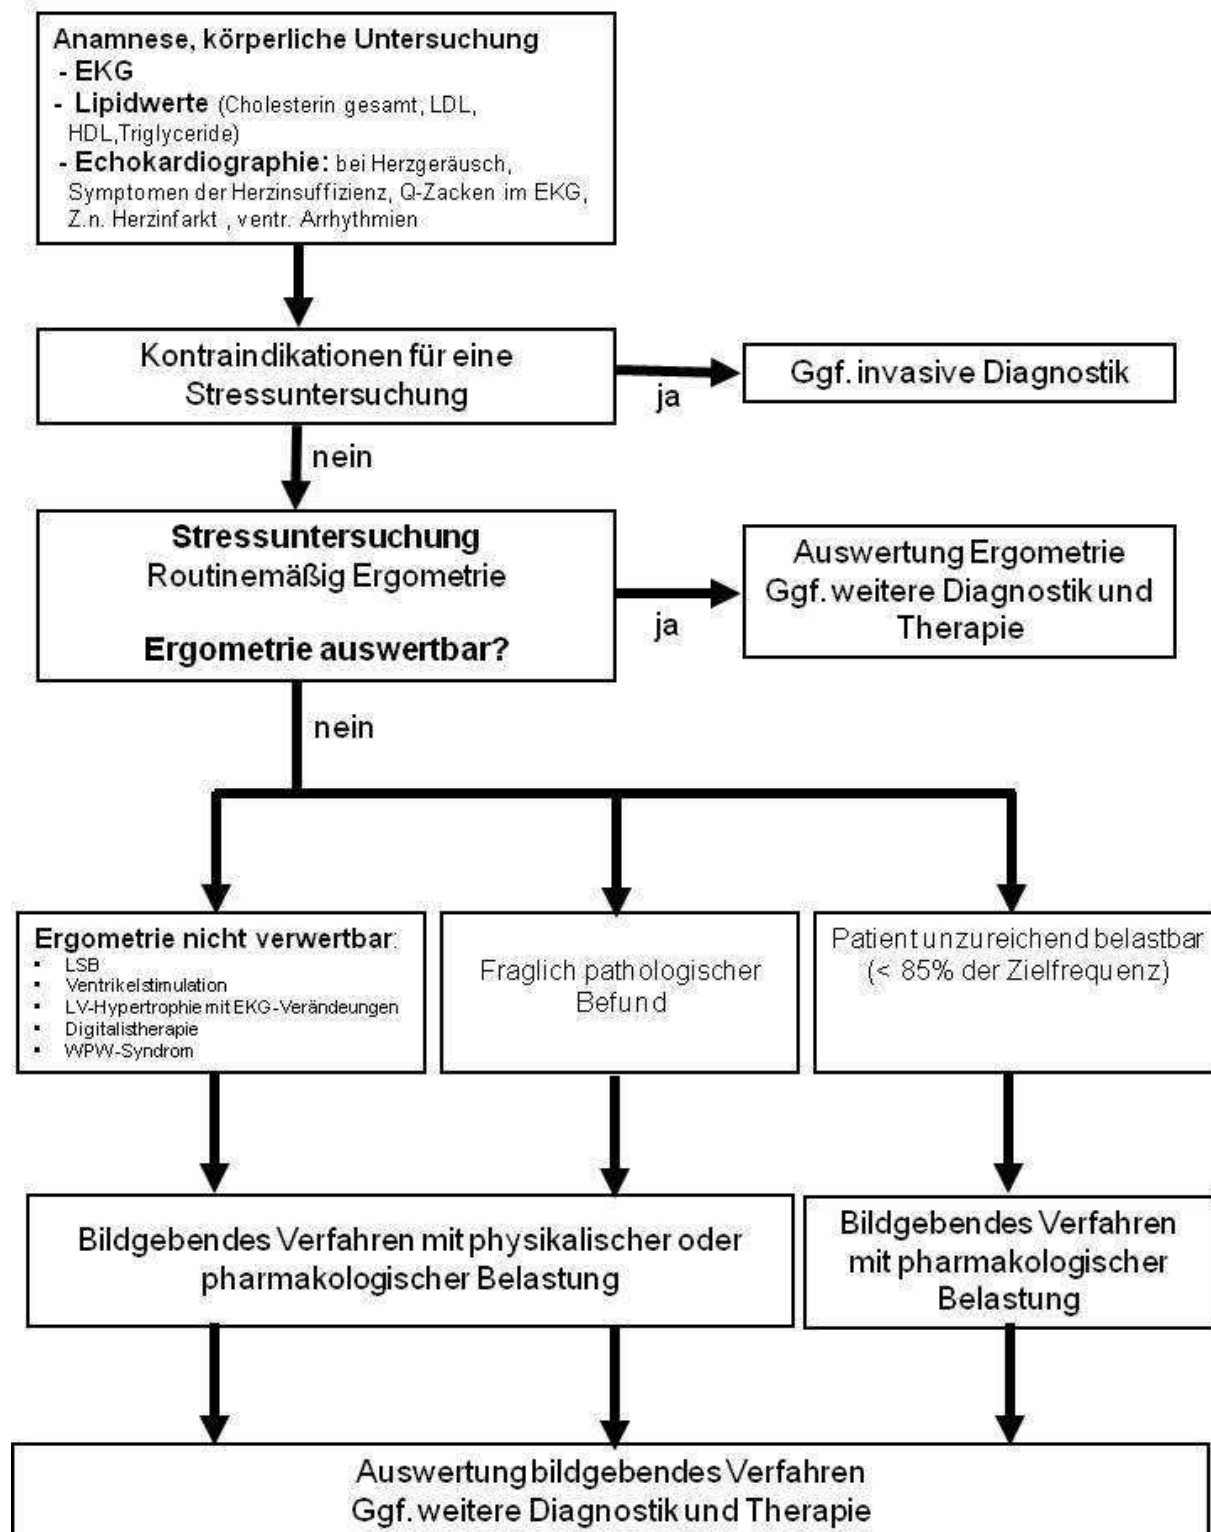 Anamnese, körperliche Untersuchung
- EKG
- Lipidwerte (Cholesterin gesamt, LDL,
HDL,Triglyceride)
- Echokardiographie: bei Herzgeräusch,
Symptomen der Herzinsuffizienz, Q-Zacken im EKG,
Z.n. Herzinfarkt , ventr. Arrhythmien
Kontraindikationen für eine
Stressuntersuchung
ja
Ggf. invasive Diagnostik
nein
Stressuntersuchung
Routinemäßig Ergometrie
Ergometrie auswertbar?
ja
Auswertung Ergometrie
Ggf. weitere Diagnostik und
Therapie
nein
Ergometrie nicht verwertbar:
▪ LSB
▪ Ventrikelstimulation
▪ LV-Hypertrophie mit EKG-Verändeungen
▪ Digitalistherapie
▪ WPW-Syndrom
Fraglich pathologischer
Befund
Patient unzureichend belastbar
(< 85% der Zielfrequenz)
Bildgebendes Verfahren mit physikalischer oder
pharmakologischer Belastung
Bildgebendes Verfahren
mit pharmakologischer
Belastung
Auswertung bildgebendes Verfahren
Ggf. weitere Diagnostik und Therapie